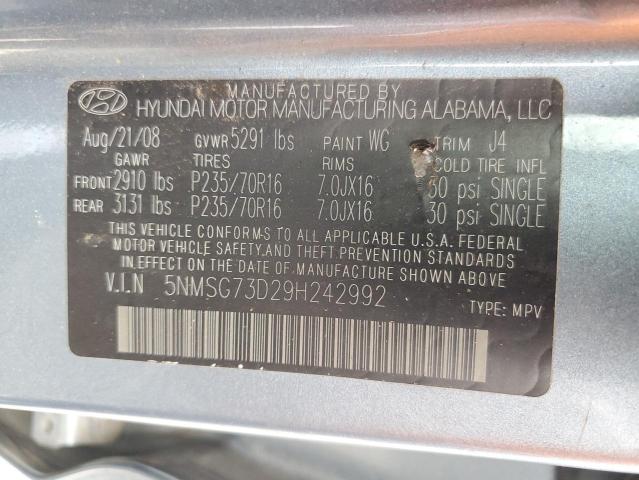 MANUFACTURED BY
HYUNDAI MOTOR MANUFACTURING ALABAMA, LLC
Aug/21/08 GVWR 5291 lbs PAINT WG TRIM J4
GAWR TIRES RIMS COLD TIRE INFL
FRONT 2910 lbs P235/70R16 7.0JX16 30 psi SINGLE
REAR 3131 lbs P235/70R16 7.0JX16 30 psi SINGLE
THIS VEHICLE CONFORMS TO ALL APPLICABLE U.S.A. FEDERAL
MOTOR VEHICLE SAFETY,AND THEFT PREVENTION STANDARDS
IN EFFECT ON THE DATE OF MANUFACTURE SHOWN ABOVE
V.I.N 5NMSG73D29H242992
TYPE: MPV